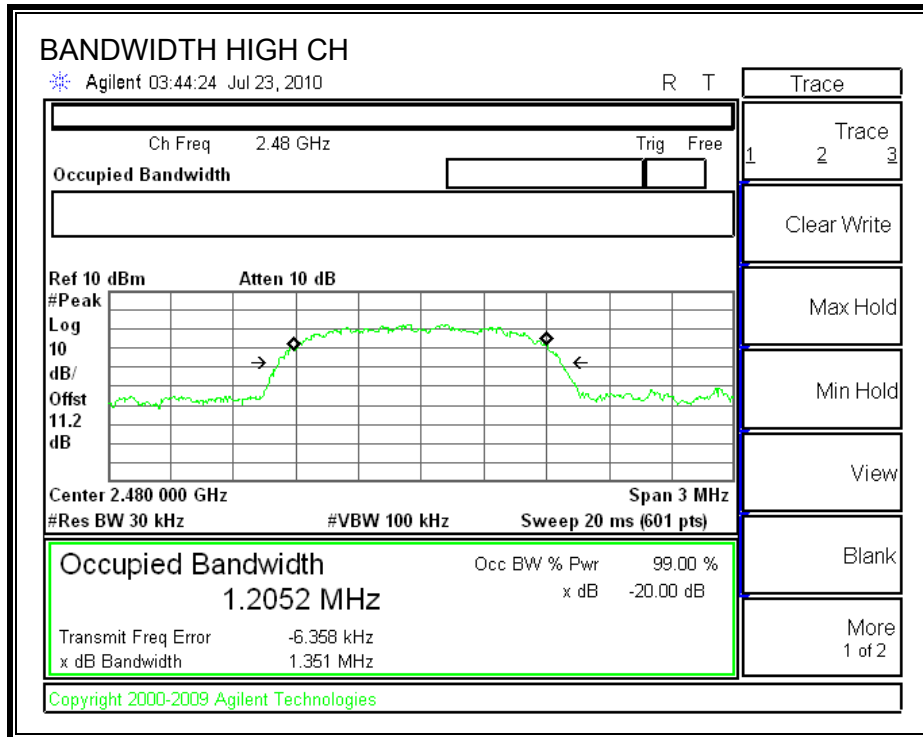 BANDWIDTH HIGH CH
Agilent 03:44:24 Jul 23, 2010 R T Trace
Ch Freq 2.48 GHz Trig Free
Occupied Bandwidth
Trace
1 2 3
Clear Write
Max Hold
Min Hold
View
Blank
More
1 of 2
Ref 10 dBm Atten 10 dB
#Peak
Log
10
dB/
Offst
11.2
dB
Center 2.480 000 GHz Span 3 MHz
#Res BW 30 kHz #VBW 100 kHz Sweep 20 ms (601 pts)
Occupied Bandwidth Occ BW % Pwr 99.00 %
1.2052 MHz x dB -20.00 dB
Transmit Freq Error -6.358 kHz
x dB Bandwidth 1.351 MHz
Copyright 2000-2009 Agilent Technologies